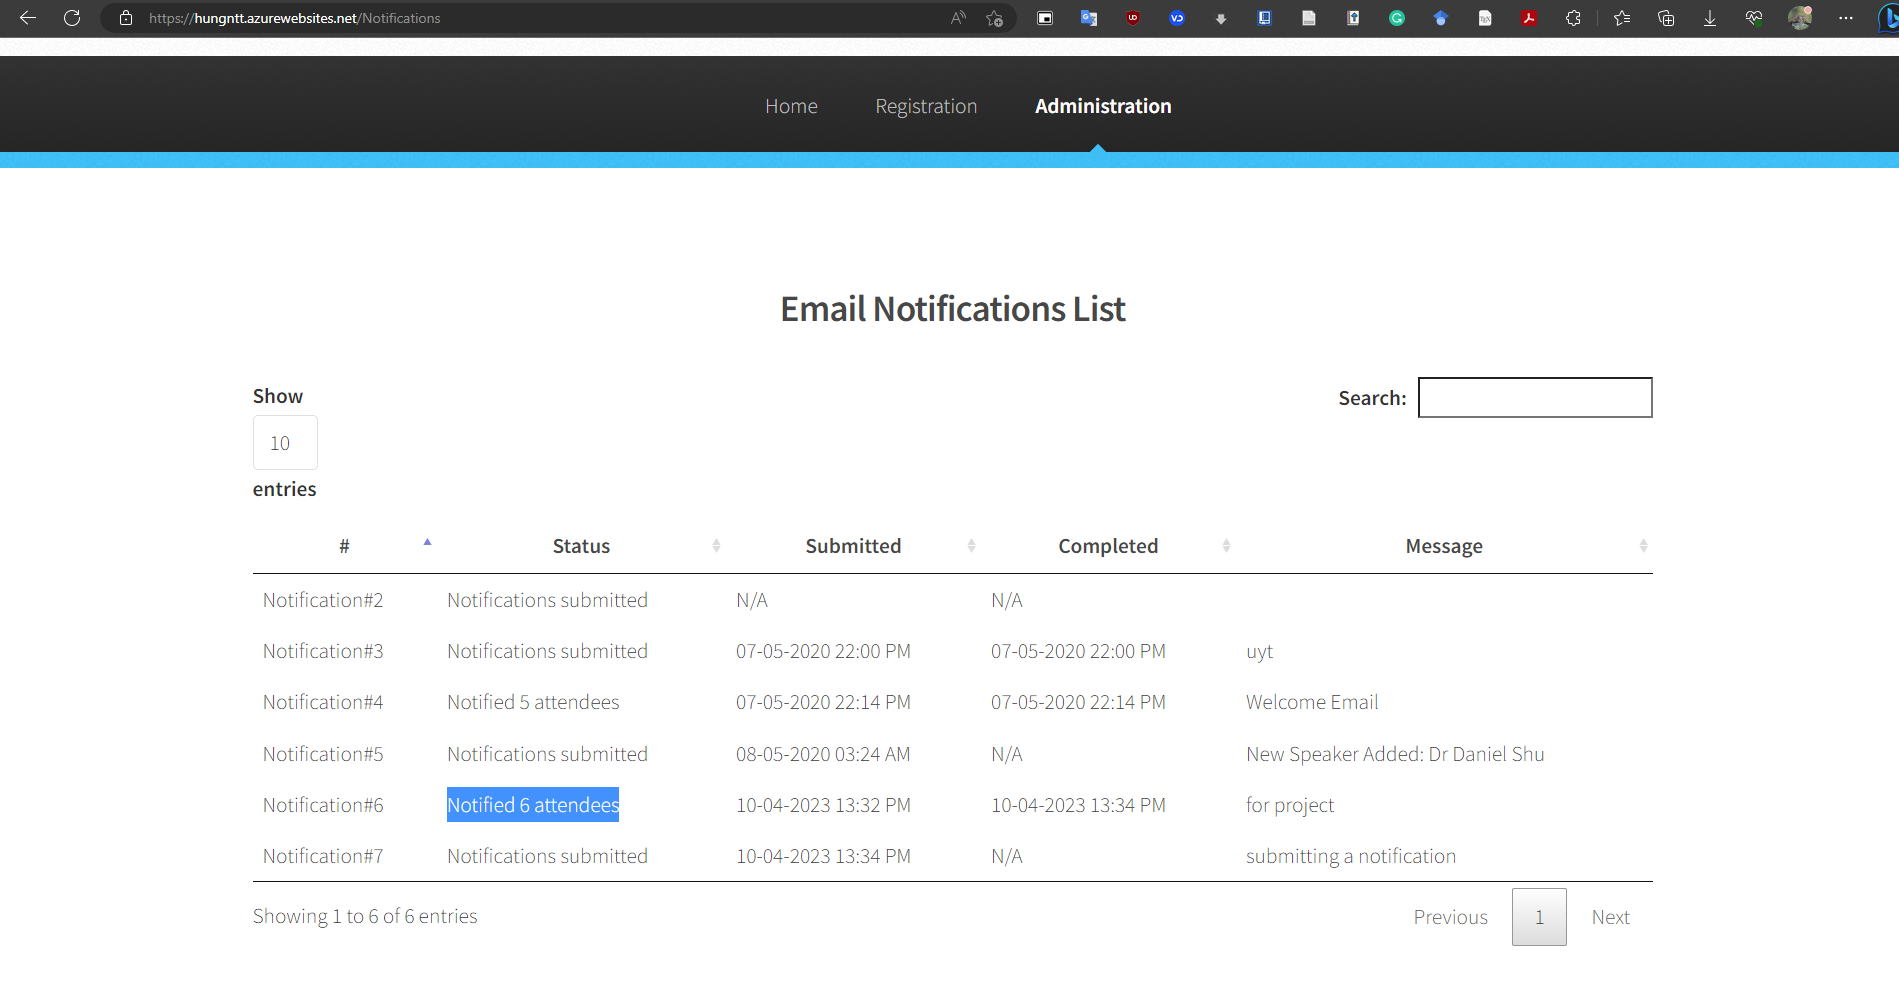 https://hungntt.azurewebsites.net/Notifications
Home Registration Administration
Email Notifications List
Show
10
entries
Search:
# Status Submitted Completed Message
Notification#2 Notifications submitted N/A N/A
Notification#3 Notifications submitted 07-05-2020 22:00 PM 07-05-2020 22:00 PM uyt
Notification#4 Notified 5 attendees 07-05-2020 22:14 PM 07-05-2020 22:14 PM Welcome Email
Notification#5 Notifications submitted 08-05-2020 03:24 AM N/A New Speaker Added: Dr Daniel Shu
Notification#6 Notified 6 attendees 10-04-2023 13:32 PM 10-04-2023 13:34 PM for project
Notification#7 Notifications submitted 10-04-2023 13:34 PM N/A submitting a notification
Showing 1 to 6 of 6 entries
Previous 1 Next